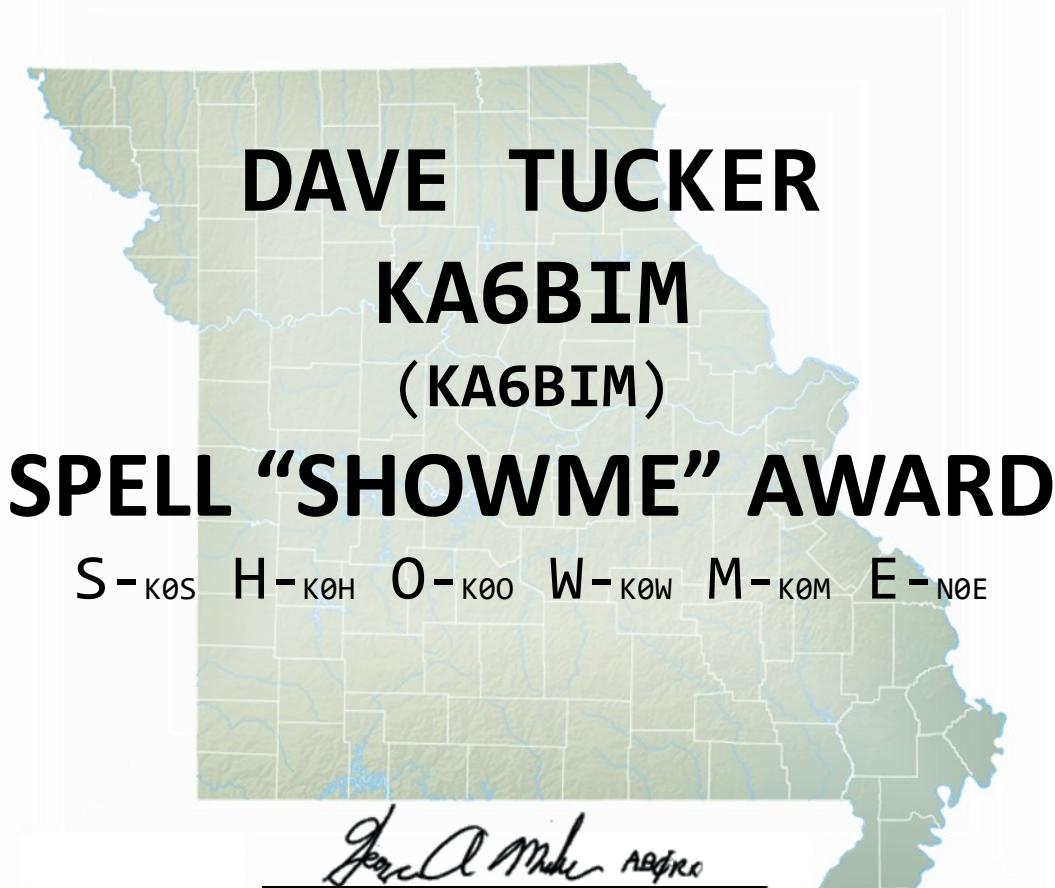 DAVE TUCKER
KA6BIM
(KA6BIM)
SPELL “SHOWME” AWARD
S-K0S H-K0H O-K0O W-K0W M-K0M E-N0E